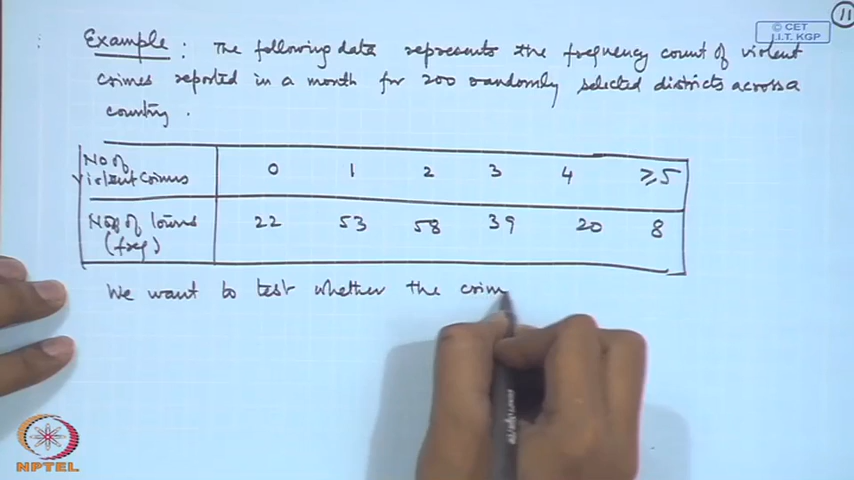 11
© CET
I.I.T. KGP
Example : The following data represents the frequency count of violent
crimes reported in a month for 200 randomly selected districts across a
country.
No of violent crimes 0 1 2 3 4 ≥5
No of towns (freq) 22 53 58 39 20 8
We want to test whether the crim
NPTEL